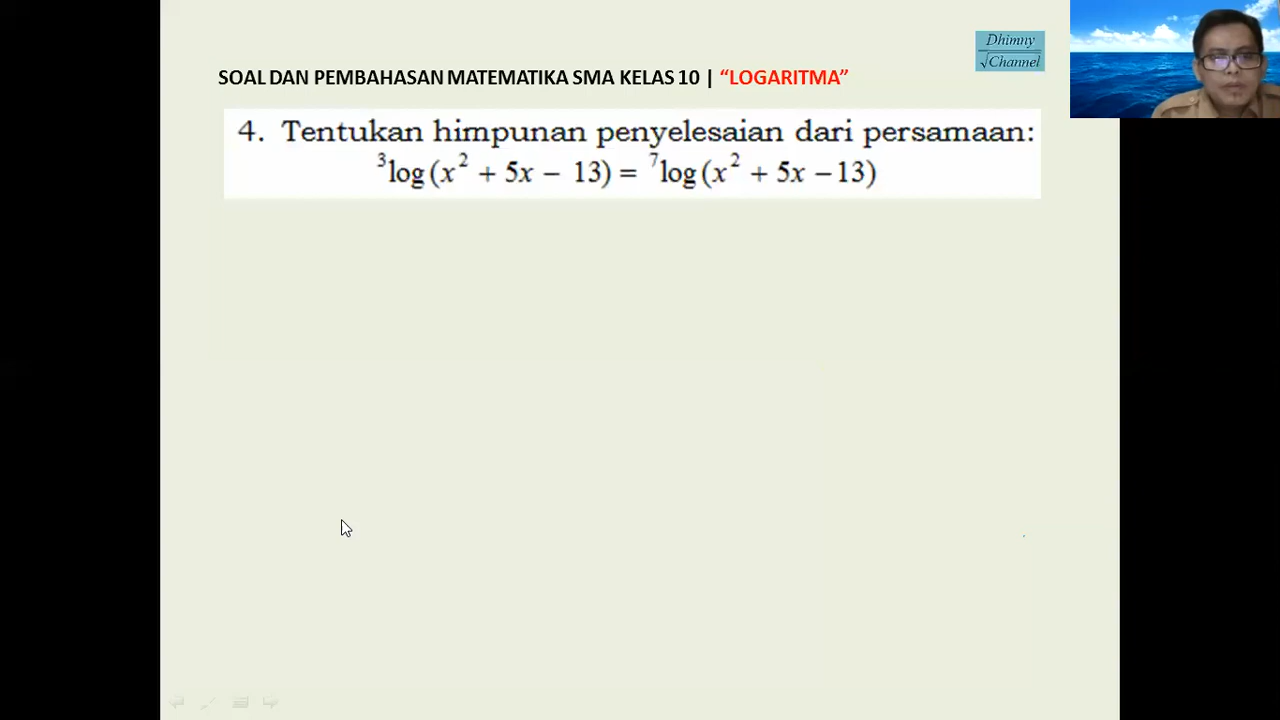 Dhimny
√Channel
SOAL DAN PEMBAHASAN MATEMATIKA SMA KELAS 10 | “LOGARITMA”
4. Tentukan himpunan penyelesaian dari persamaan:
³log(x² + 5x − 13) = ⁷log(x² + 5x −13)